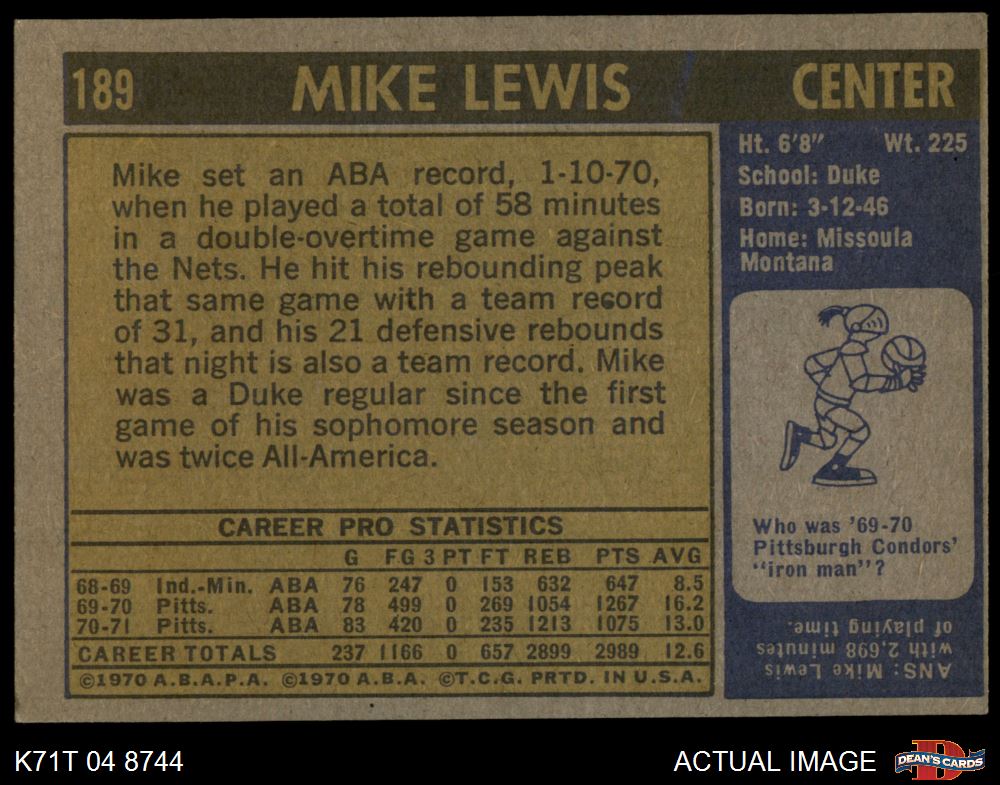 189 MIKE LEWIS CENTER
Mike set an ABA record, 1-10-70,
when he played a total of 58 minutes
in a double-overtime game against
the Nets. He hit his rebounding peak
that same game with a team record
of 31, and his 21 defensive rebounds
that night is also a team record. Mike
was a Duke regular since the first
game of his sophomore season and
was twice All-America.
CAREER PRO STATISTICS
G FG 3 PT FT REB PTS AVG
68-69 Ind.-Min. ABA 76 247 0 153 632 647 8.5
69-70 Pitts. ABA 78 499 0 269 1054 1267 16.2
70-71 Pitts. ABA 83 420 0 235 1213 1075 13.0
CAREER TOTALS 237 1166 0 657 2899 2989 12.6
©1970 A.B.A.P.A. ©1970 A.B.A. ©T.C.G. PRTD. IN U.S.A.
Ht. 6'8" Wt. 225
School: Duke
Born: 3-12-46
Home: Missoula
Montana
Who was '69-70
Pittsburgh Condors'
"iron man"?
ANS: Mike Lewis
with 2,698 minutes
of playing time.
K71T 04 8744 ACTUAL IMAGE DEAN'S CARDS